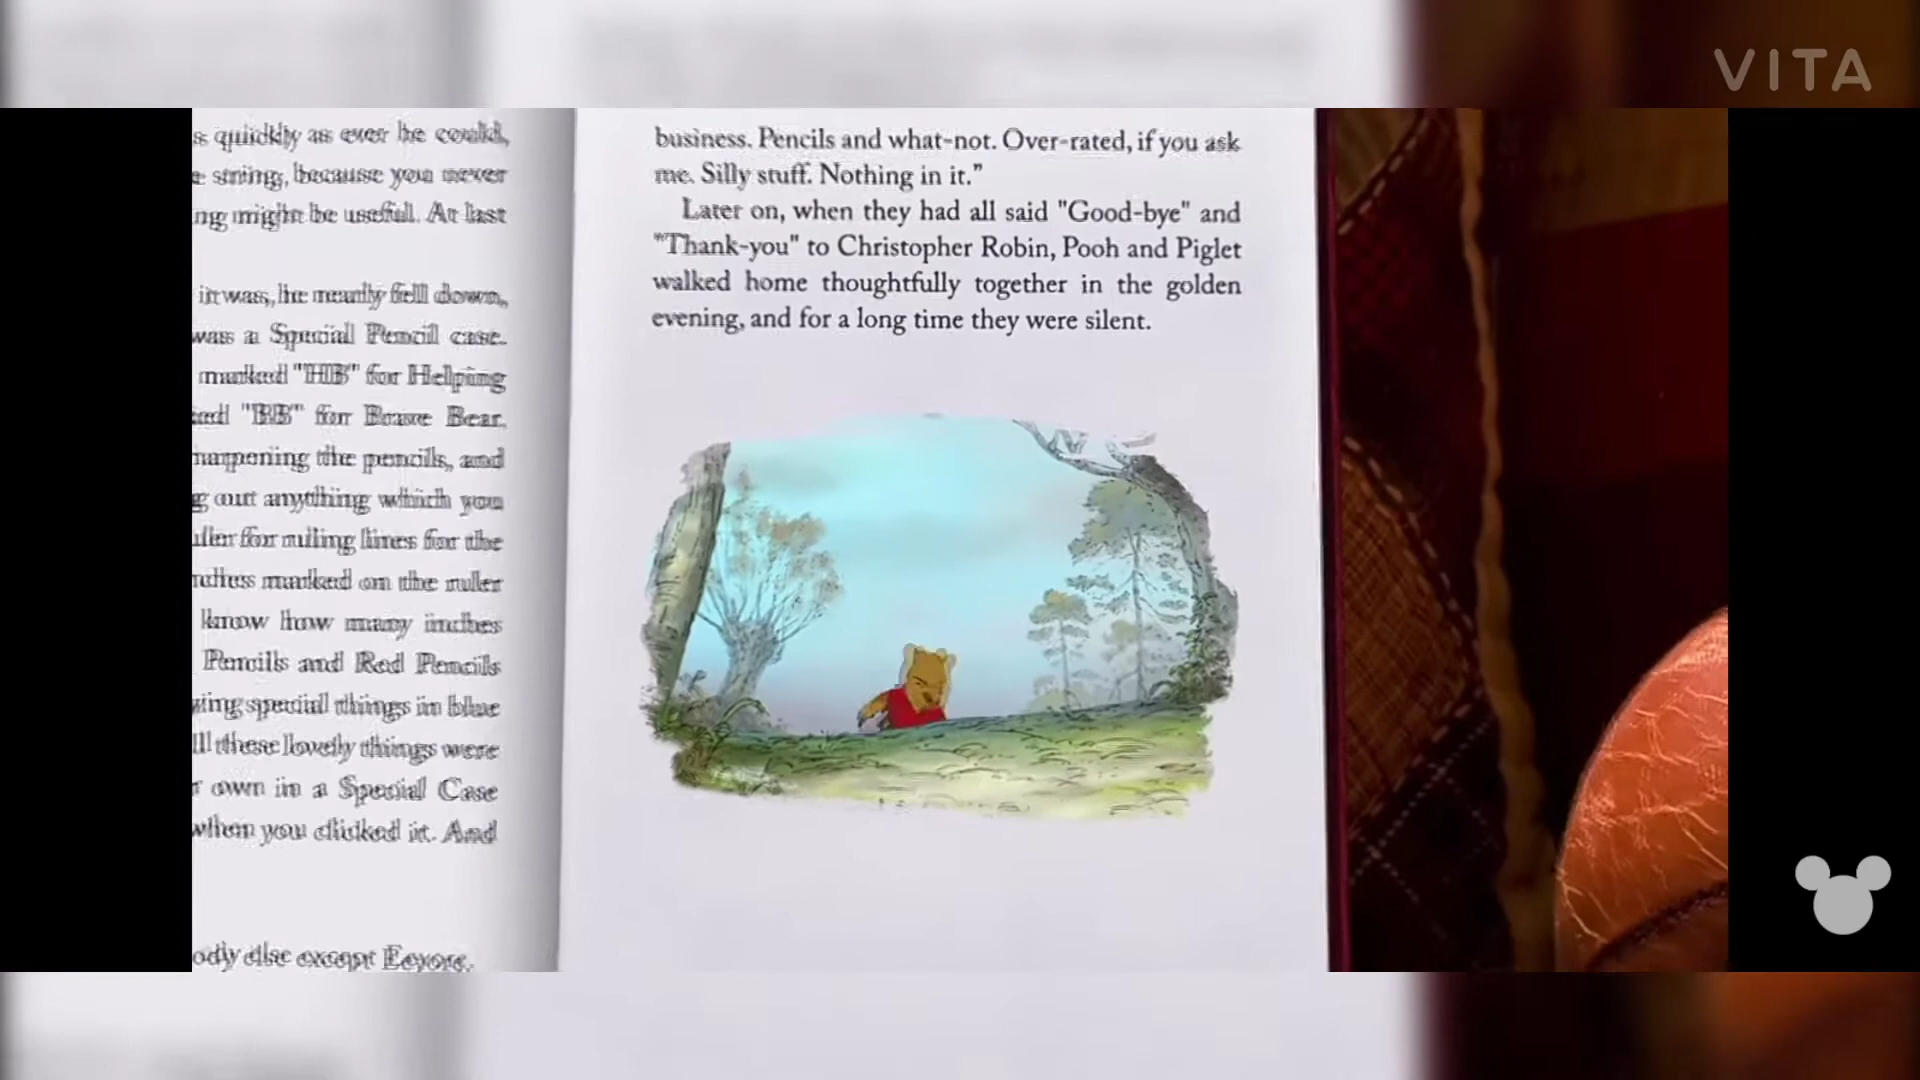 s quickly as ever he could,
e string, because you never
ng might be useful. At last
it was, he nearly fell down,
was a Special Pencil case.
marked "HB" for Helping
ked "BB" for Brave Bear.
harpening the pencils, and
g out anything which you
uler for ruling lines for the
nches marked on the ruler
know how many inches
Pencils and Red Pencils
ying special things in blue
ll these lovely things were
r own in a Special Case
when you clicked it. And
ody else except Eeyore.
business. Pencils and what-not. Over-rated, if you ask
me. Silly stuff. Nothing in it."
Later on, when they had all said "Good-bye" and
"Thank-you" to Christopher Robin, Pooh and Piglet
walked home thoughtfully together in the golden
evening, and for a long time they were silent.
VITA